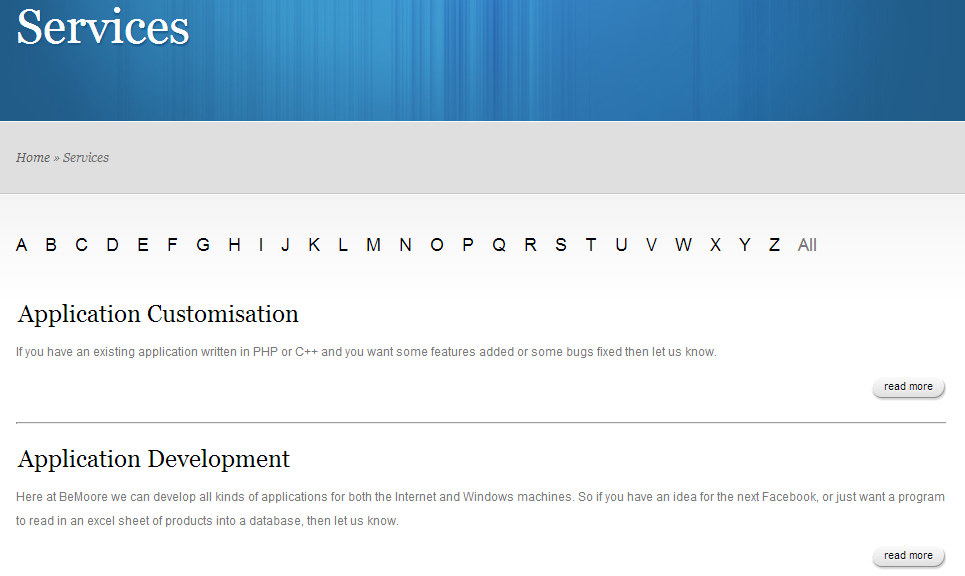 Services
Home » Services
A B C D E F G H I J K L M N O P Q R S T U V W X Y Z All
Application Customisation
If you have an existing application written in PHP or C++ and you want some features added or some bugs fixed then let us know.
read more
Application Development
Here at BeMoore we can develop all kinds of applications for both the Internet and Windows machines. So if you have an idea for the next Facebook, or just want a program
to read in an excel sheet of products into a database, then let us know.
read more